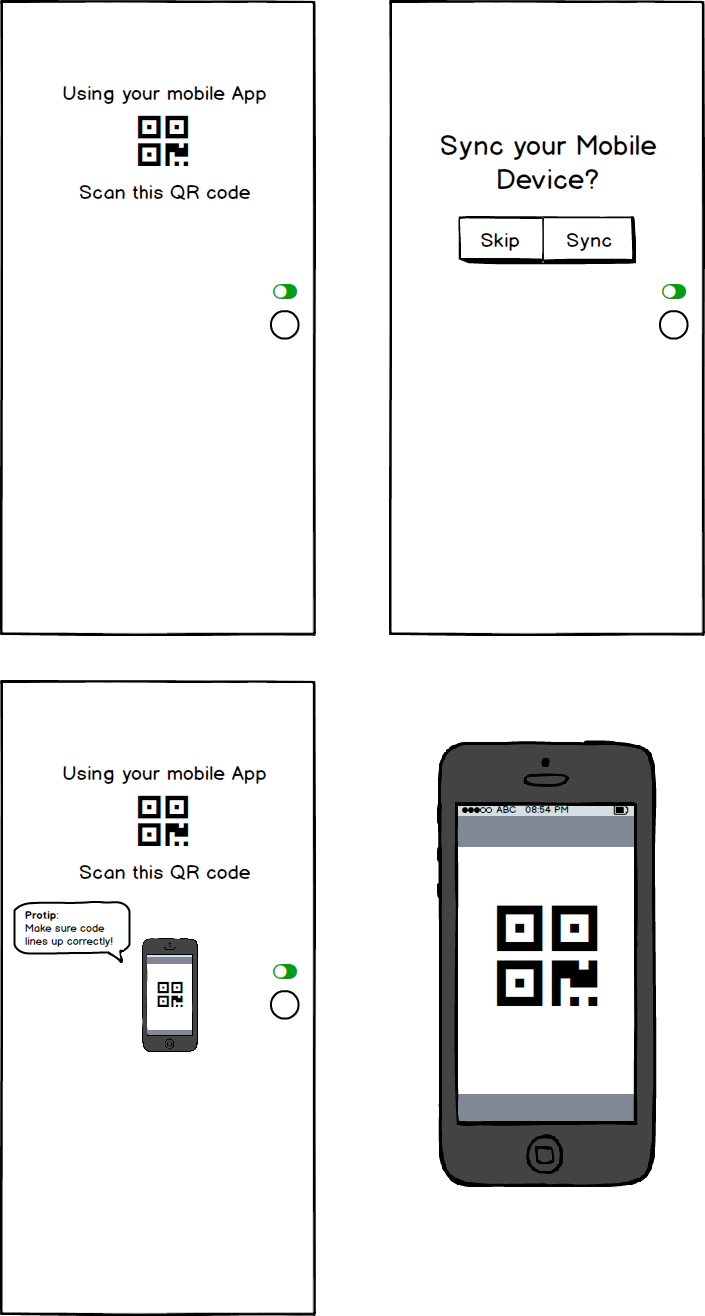 Using your mobile App
Scan this QR code
Sync your Mobile
Device?
Skip
Sync
Using your mobile App
Scan this QR code
Protip:
Make sure code
lines up correctly!
ABC 08:54 PM